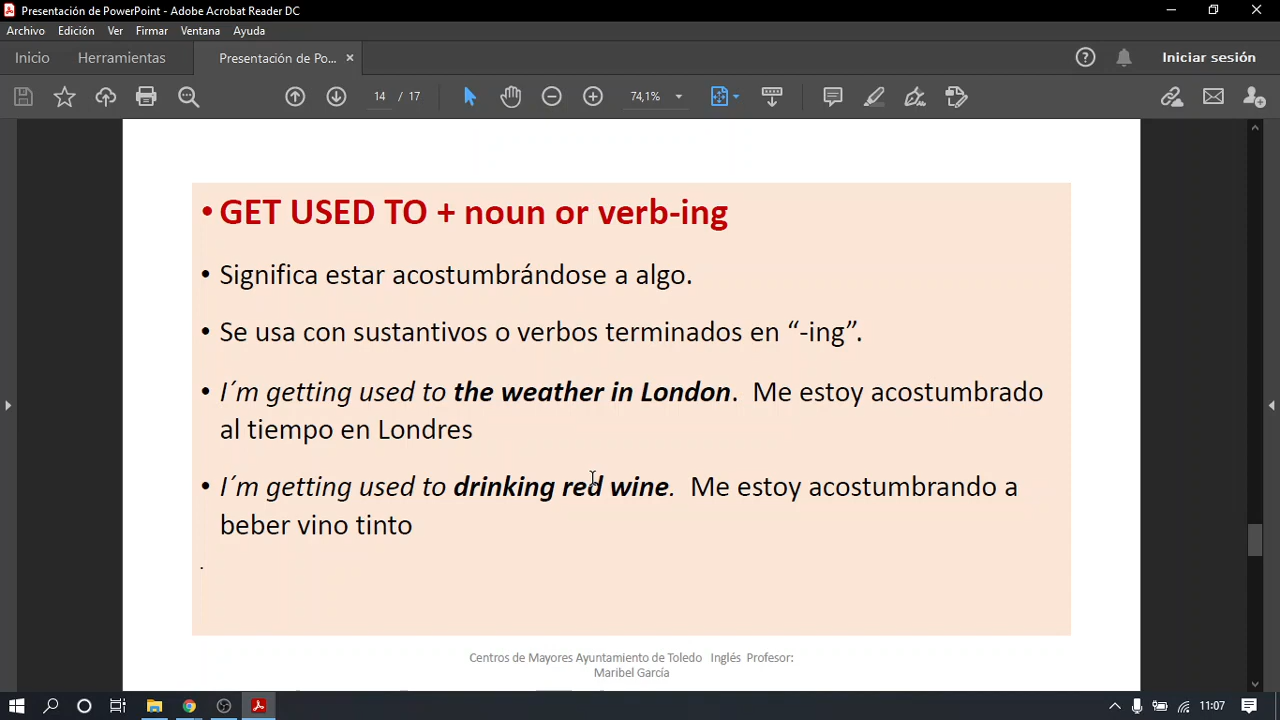 Presentación de PowerPoint - Adobe Acrobat Reader DC
Archivo Edición Ver Firmar Ventana Ayuda
Inicio Herramientas Presentación de Po... × Iniciar sesión
14 / 17 74,1%
• GET USED TO + noun or verb-ing
• Significa estar acostumbrándose a algo.
• Se usa con sustantivos o verbos terminados en “-ing”.
• I´m getting used to the weather in London. Me estoy acostumbrado
al tiempo en Londres
• I´m getting used to drinking red wine. Me estoy acostumbrando a
beber vino tinto
.
Centros de Mayores Ayuntamiento de Toledo Inglés Profesor:
Maribel García
11:07